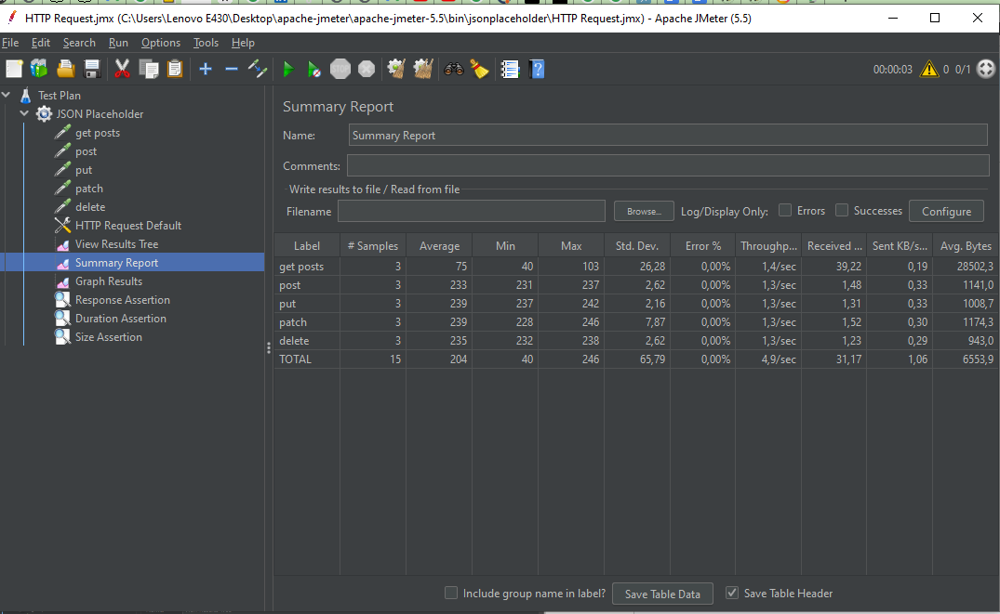 HTTP Request.jmx (C:\Users\Lenovo E430\Desktop\apache-jmeter\apache-jmeter-5.5\bin\jsonplaceholder\HTTP Request.jmx) - Apache JMeter (5.5)
File Edit Search Run Options Tools Help
STOP 00:00:03 0 0/1
Test Plan
JSON Placeholder
get posts
post
put
patch
delete
HTTP Request Default
View Results Tree
Summary Report
Graph Results
Response Assertion
Duration Assertion
Size Assertion
Summary Report
Name: Summary Report
Comments:
Write results to file / Read from file
Filename Browse... Log/Display Only: Errors Successes Configure
Label # Samples Average Min Max Std. Dev. Error % Throughp... Received ... Sent KB/s... Avg. Bytes
get posts 3 75 40 103 26,28 0,00% 1,4/sec 39,22 0,19 28502,3
post 3 233 231 237 2,62 0,00% 1,3/sec 1,48 0,33 1141,0
put 3 239 237 242 2,16 0,00% 1,3/sec 1,31 0,33 1008,7
patch 3 239 228 246 7,87 0,00% 1,3/sec 1,52 0,30 1174,3
delete 3 235 232 238 2,62 0,00% 1,3/sec 1,23 0,29 943,0
TOTAL 15 204 40 246 65,79 0,00% 4,9/sec 31,17 1,06 6553,9
Include group name in label? Save Table Data Save Table Header